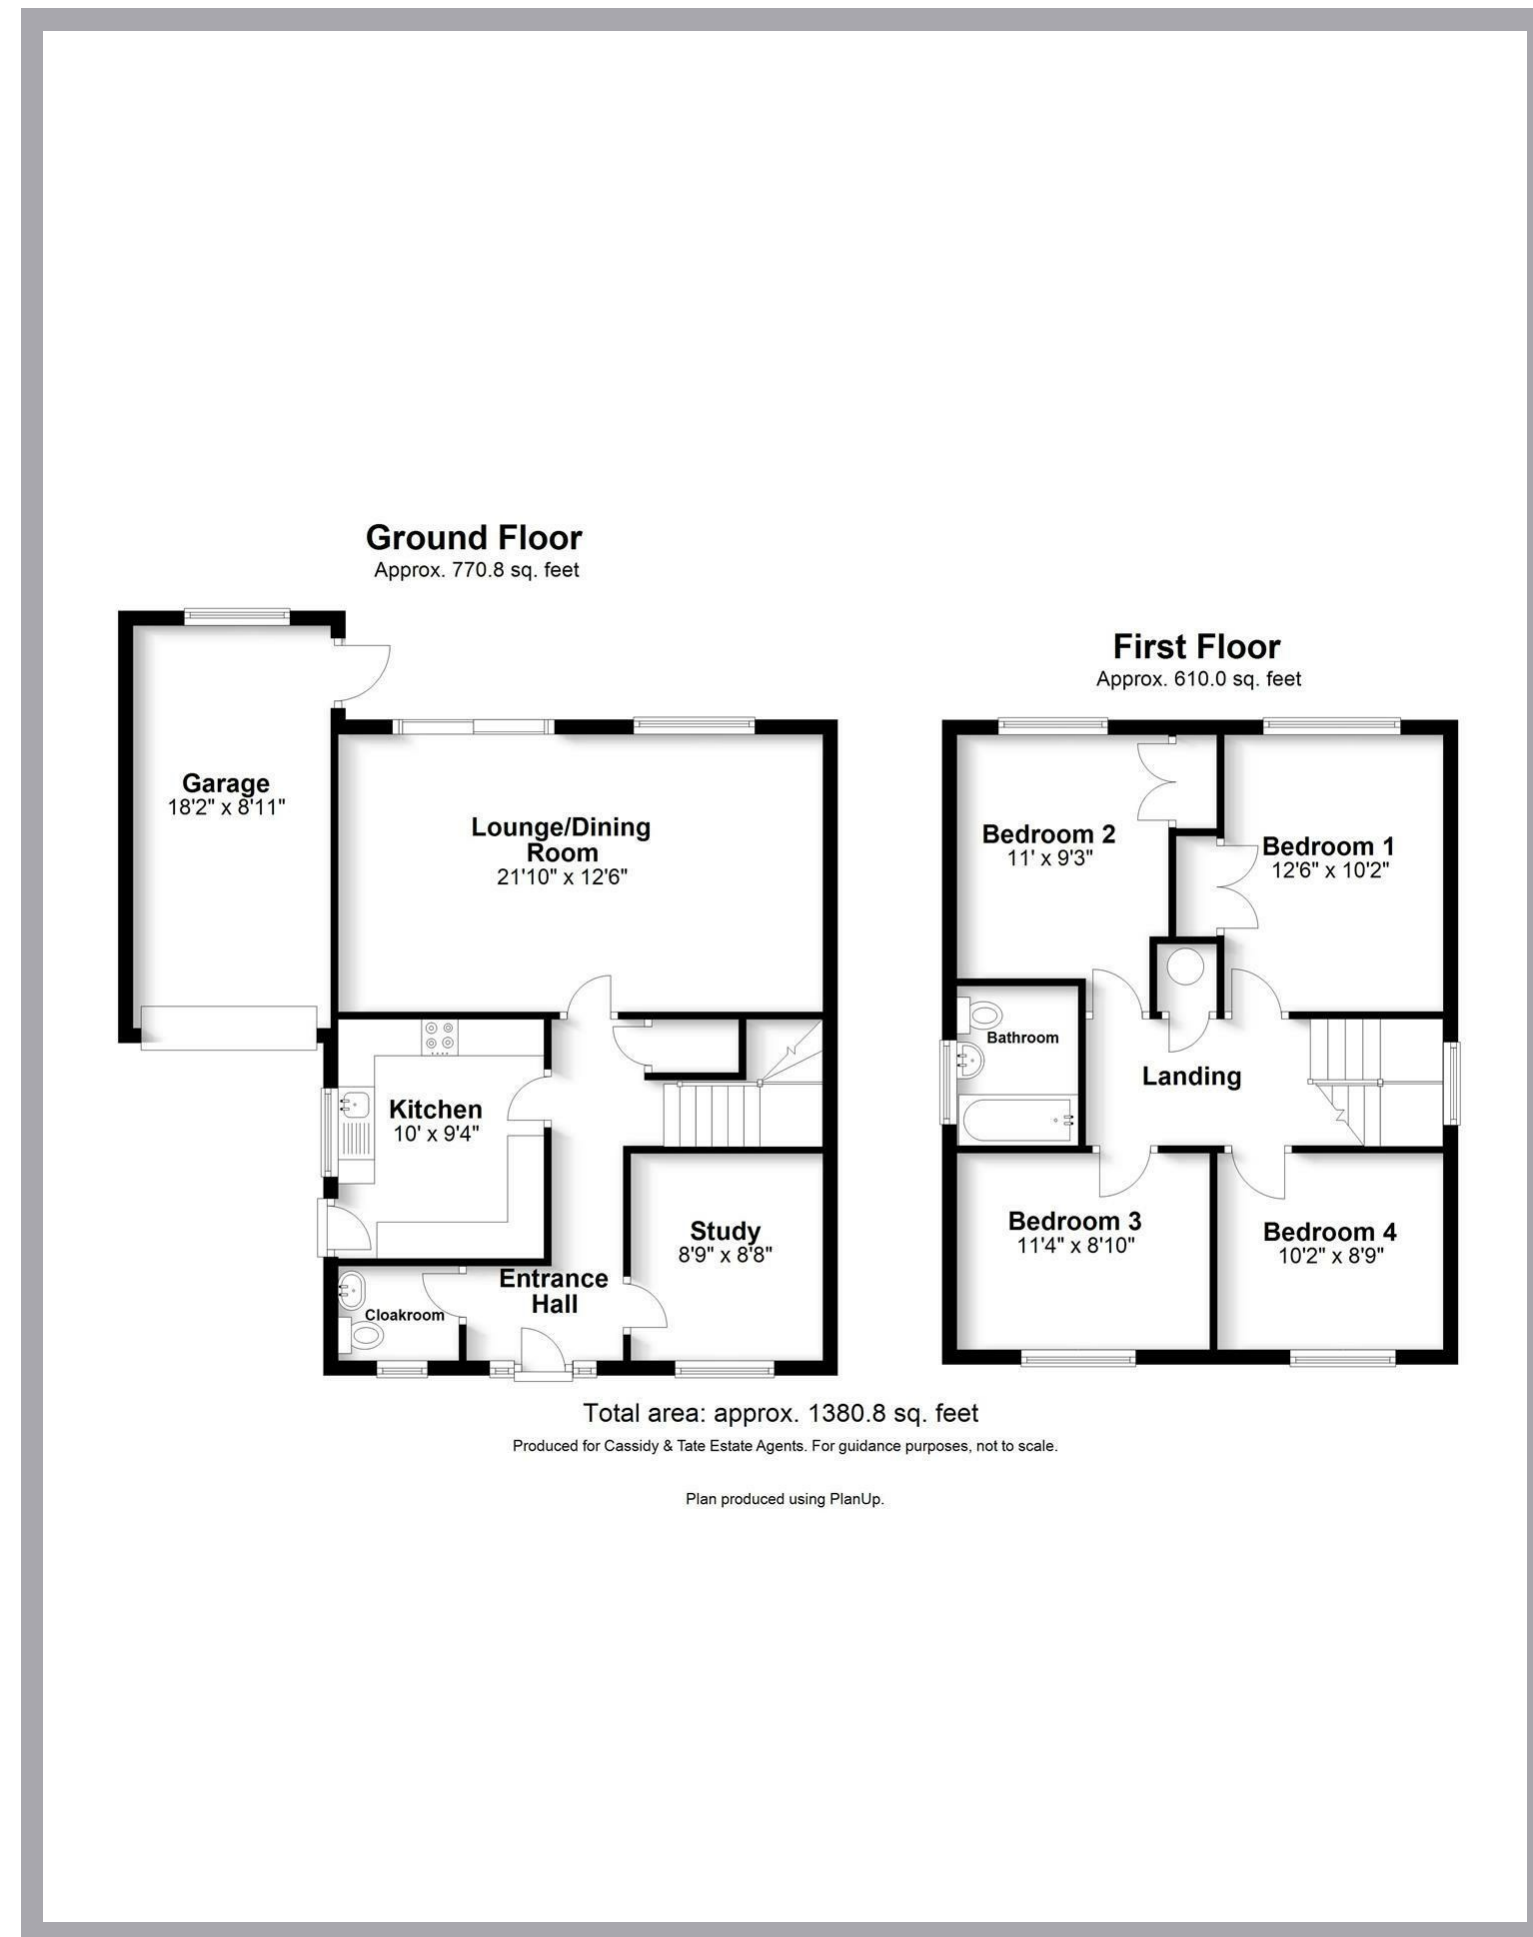 Ground Floor
Approx. 770.8 sq. feet
Garage
18'2" x 8'11"
Lounge/Dining
Room
21'10" x 12'6"
Kitchen
10' x 9'4"
Study
8'9" x 8'8"
Entrance
Hall
Cloakroom
First Floor
Approx. 610.0 sq. feet
Bedroom 2
11' x 9'3"
Bedroom 1
12'6" x 10'2"
Bathroom
Landing
Bedroom 3
11'4" x 8'10"
Bedroom 4
10'2" x 8'9"
Total area: approx. 1380.8 sq. feet
Produced for Cassidy & Tate Estate Agents. For guidance purposes, not to scale.
Plan produced using PlanUp.